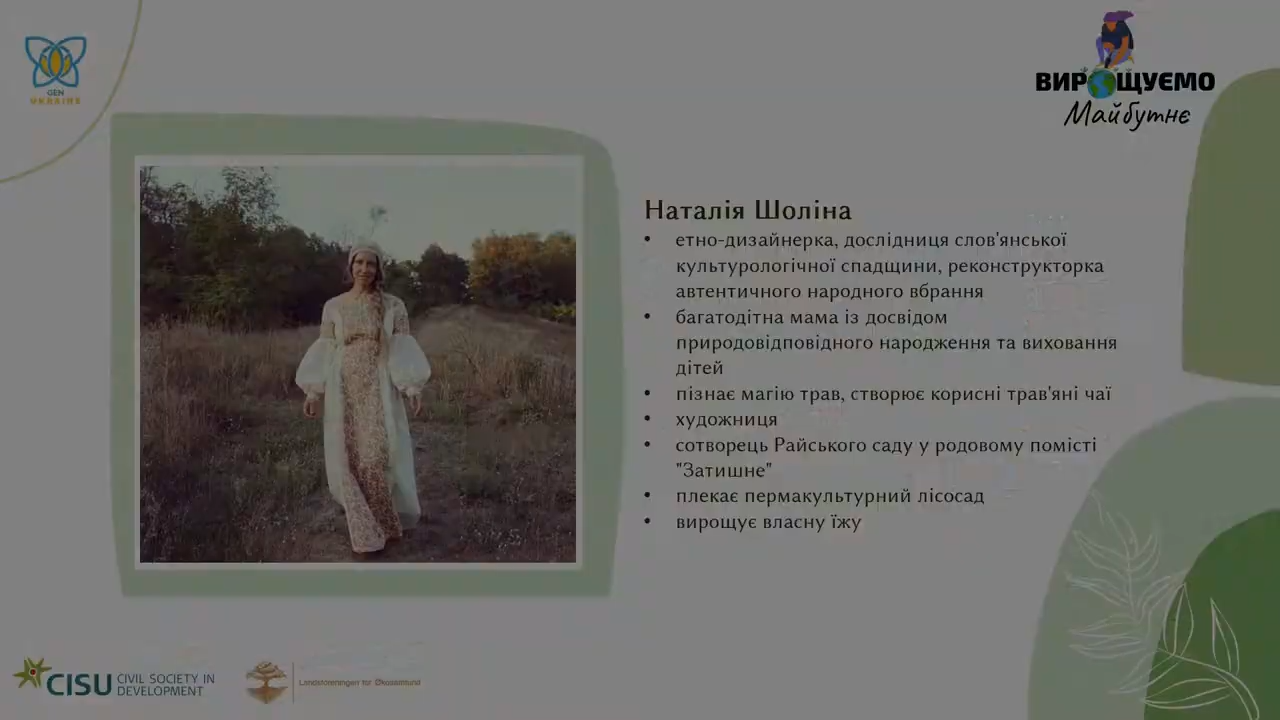 GEN
UKRAINE
ВИРОЩУЄМО
Майбутнє
Наталія Шоліна
• етно-дизайнерка, дослідниця слов'янської
культурологічної спадщини, реконструкторка
автентичного народного вбрання
• багатодітна мама із досвідом
природовідповідного народження та виховання
дітей
• пізнає магію трав, створює корисні трав'яні чаї
• художниця
• сотворець Райського саду у родовому помісті
"Затишне"
• плекає пермакультурний лісосад
• вирощує власну їжу
CISU CIVIL SOCIETY IN
DEVELOPMENT
Landsforeningen for Økosamfund